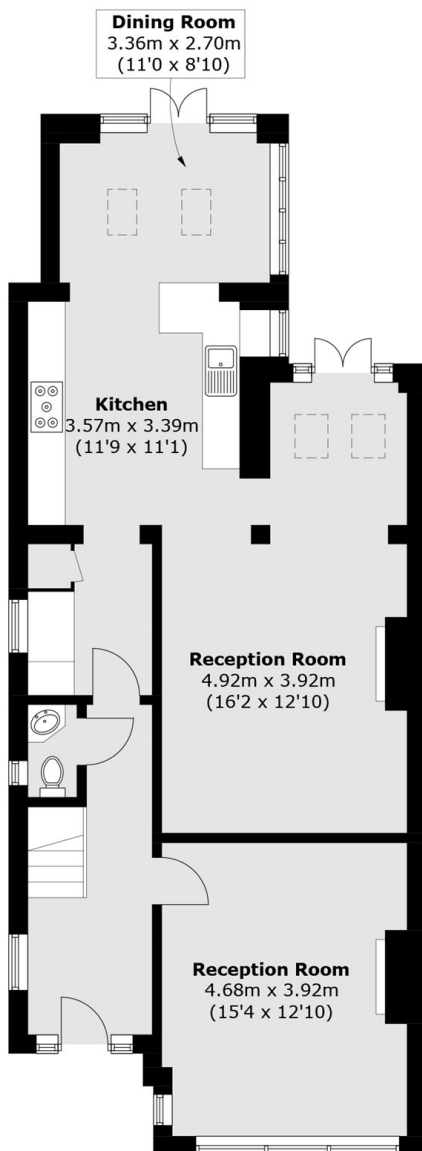 Dining Room
3.36m x 2.70m
(11'0 x 8'10)
Kitchen
3.57m x 3.39m
(11'9 x 11'1)
Reception Room
4.92m x 3.92m
(16'2 x 12'10)
Reception Room
4.68m x 3.92m
(15'4 x 12'10)